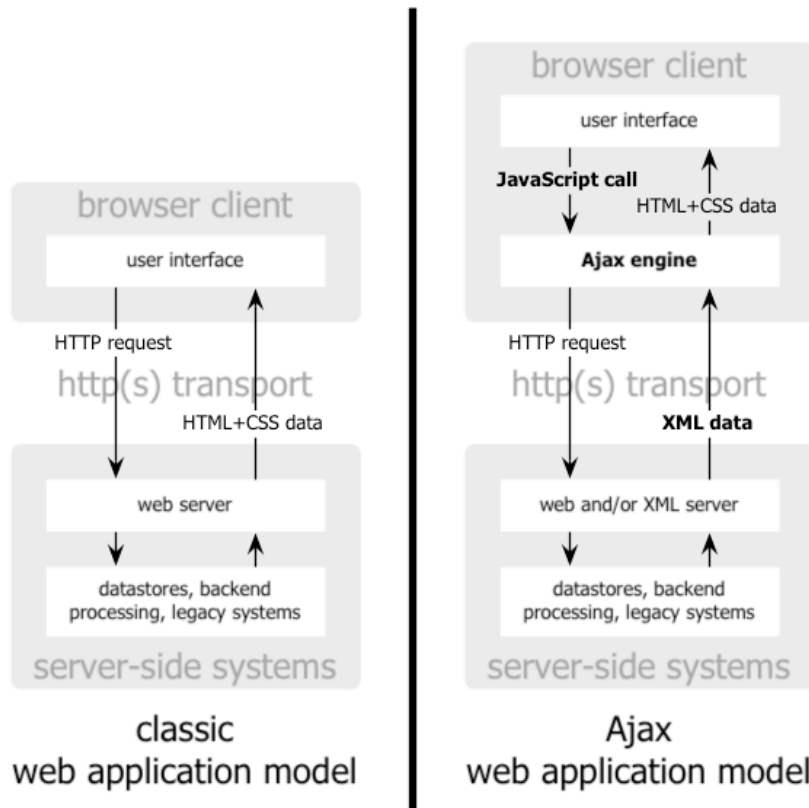 browser client
user interface
HTTP request
http(s) transport
HTML+CSS data
web server
datastores, backend
processing, legacy systems
server-side systems
classic
web application model
browser client
user interface
JavaScript call
HTML+CSS data
Ajax engine
HTTP request
http(s) transport
XML data
web and/or XML server
datastores, backend
processing, legacy systems
server-side systems
Ajax
web application model